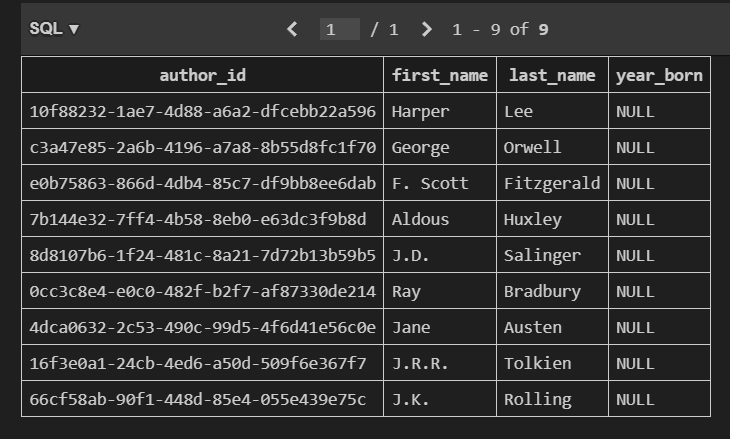 SQL ▼ < 1 / 1 > 1 - 9 of 9
author_id first_name last_name year_born
10f88232-1ae7-4d88-a6a2-dfcebb22a596 Harper Lee NULL
c3a47e85-2a6b-4196-a7a8-8b55d8fc1f70 George Orwell NULL
e0b75863-866d-4db4-85c7-df9bb8ee6dab F. Scott Fitzgerald NULL
7b144e32-7ff4-4b58-8eb0-e63dc3f9b8d Aldous Huxley NULL
8d8107b6-1f24-481c-8a21-7d72b13b59b5 J.D. Salinger NULL
0cc3c8e4-e0c0-482f-b2f7-af87330de214 Ray Bradbury NULL
4dca0632-2c53-490c-99d5-4f6d41e56c0e Jane Austen NULL
16f3e0a1-24cb-4ed6-a50d-509f6e367f7 J.R.R. Tolkien NULL
66cf58ab-90f1-448d-85e4-055e439e75c J.K. Rolling NULL